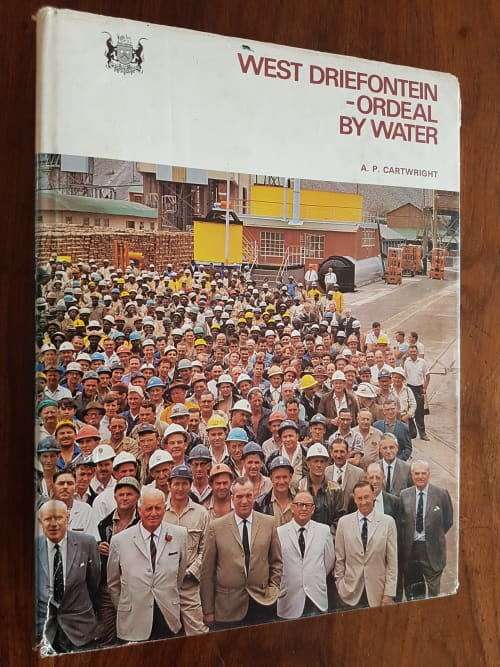 WEST DRIEFONTEIN
-ORDEAL
BY WATER
A. P. CARTWRIGHT